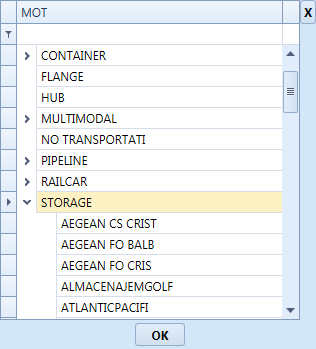 MOT
X
CONTAINER
FLANGE
HUB
MULTIMODAL
NO TRANSPORTATI
PIPELINE
RAILCAR
STORAGE
AEGEAN CS CRIST
AEGEAN FO BALB
AEGEAN FO CRIS
ALMACENAJEMGOLF
ATLANTICPACIFI
OK